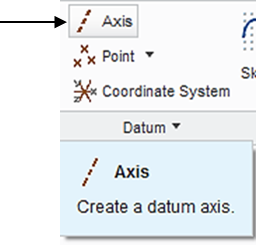 Axis
Point
Coordinate System
Sk
Datum
Axis
Create a datum axis.